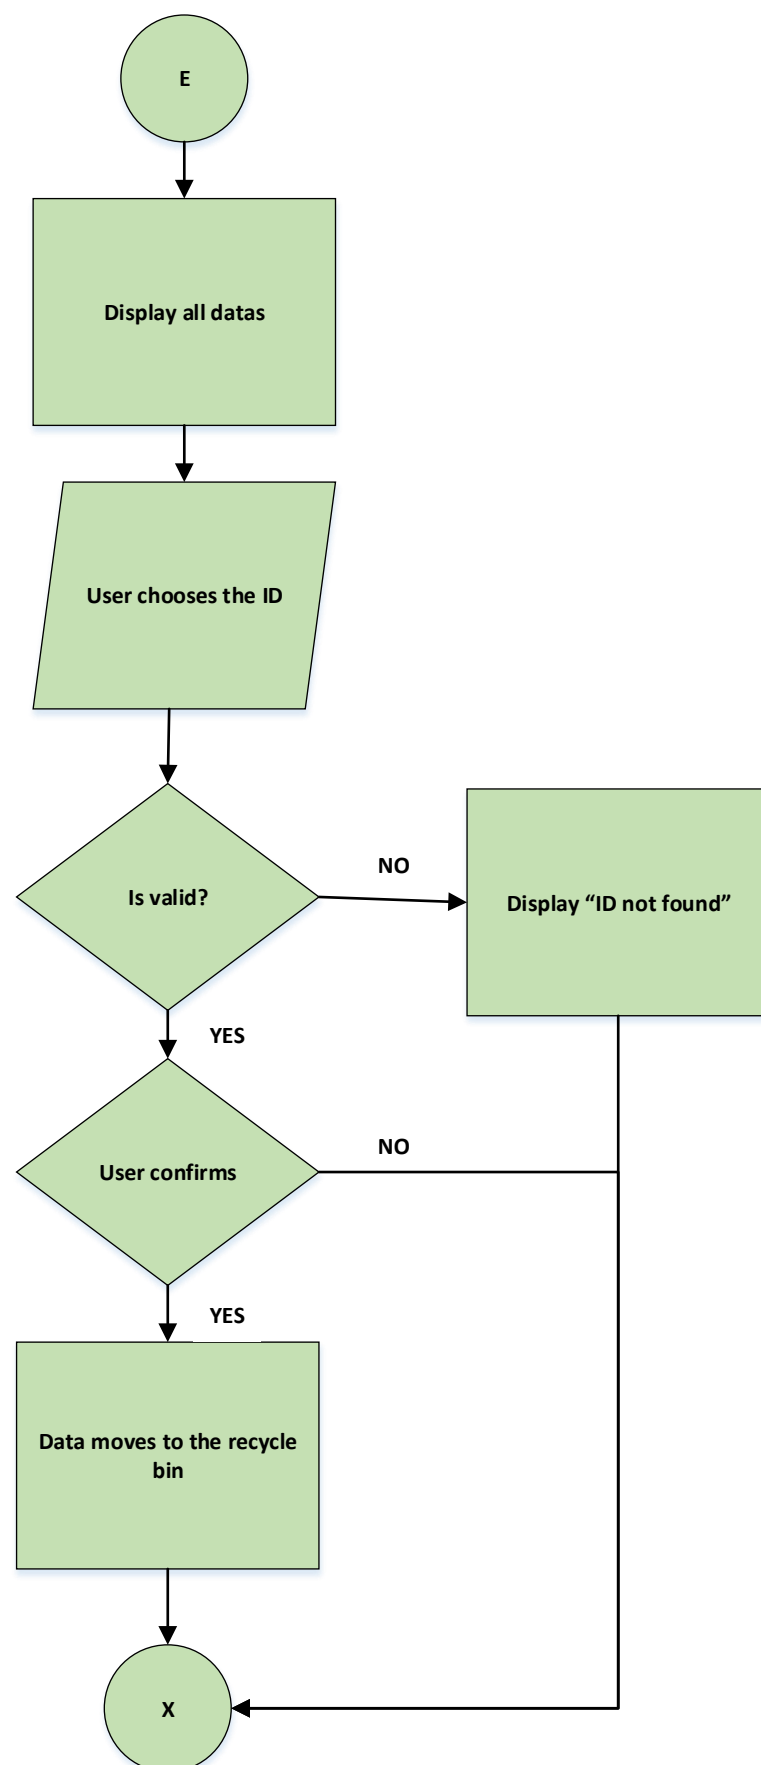 E
Display all datas
User chooses the ID
Is valid?
NO
Display “ID not found”
YES
User confirms
NO
YES
Data moves to the recycle
bin
X